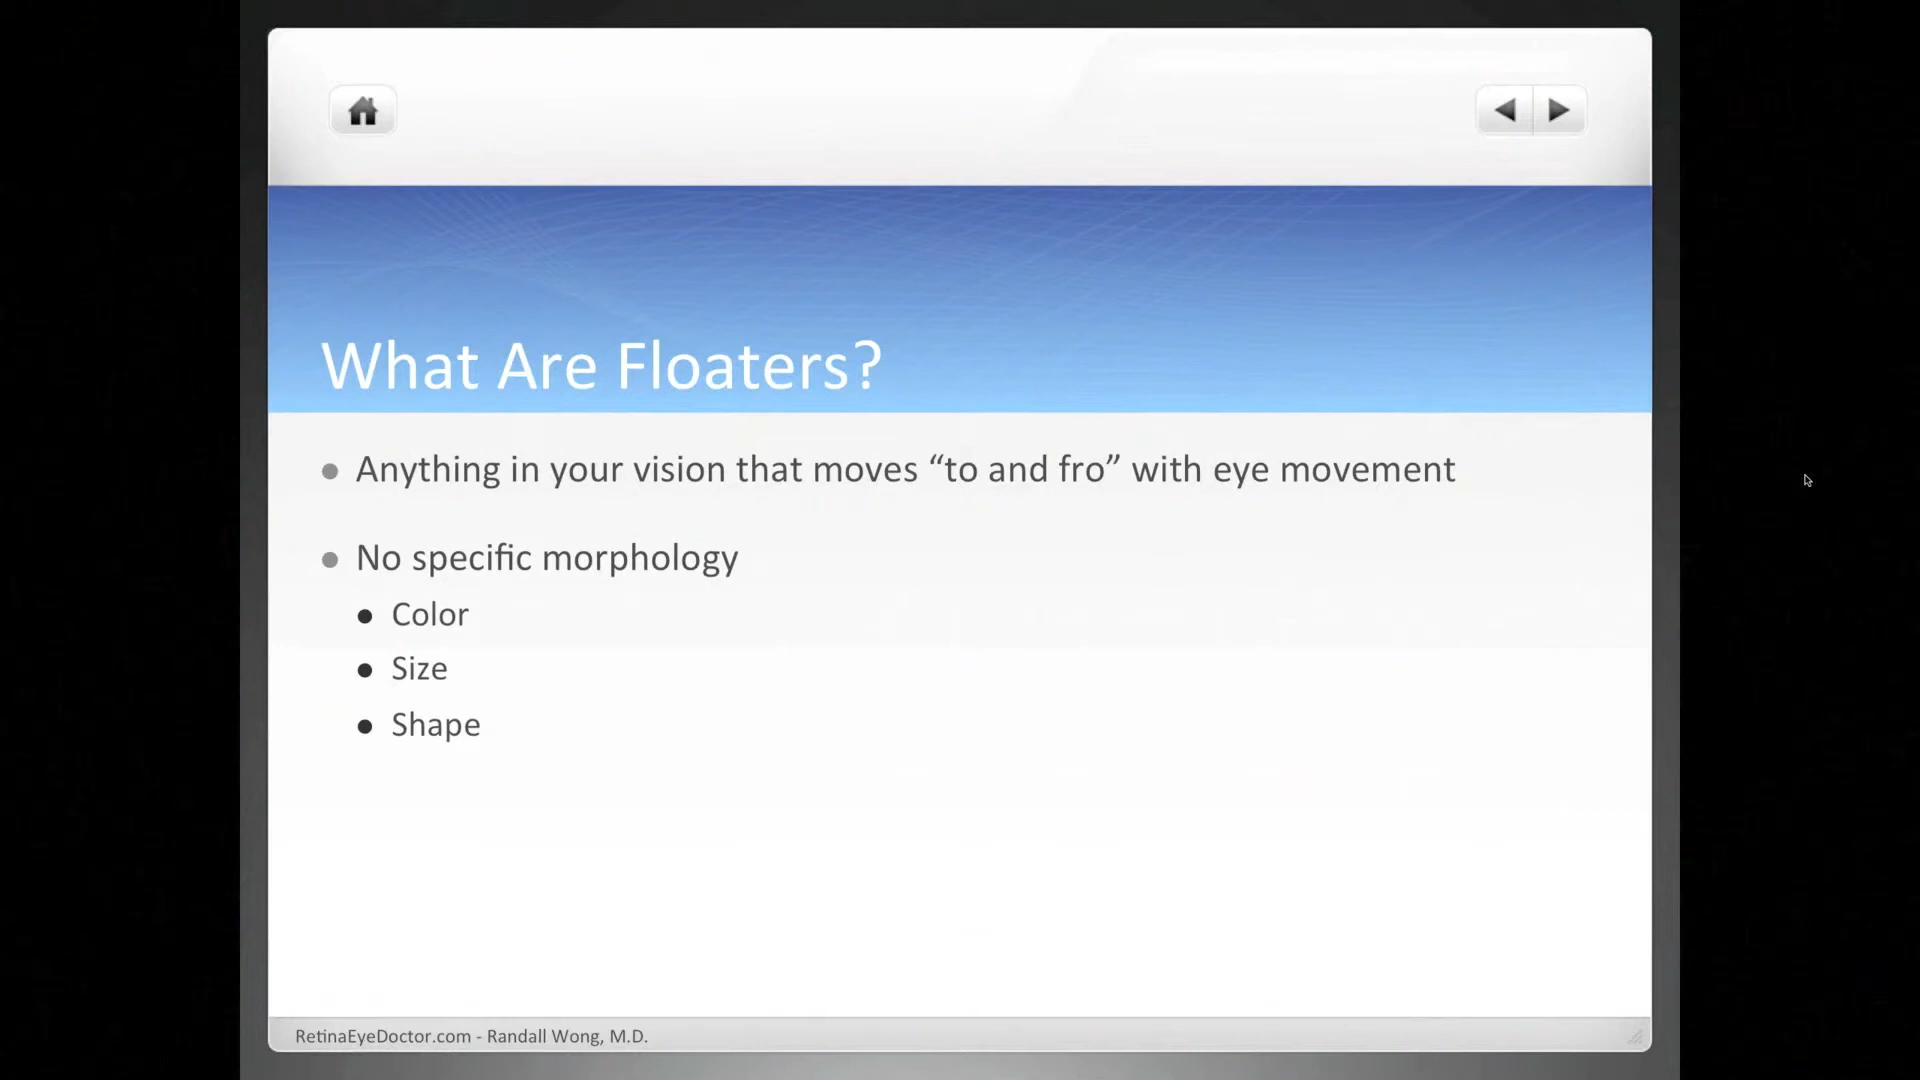 What Are Floaters?
Anything in your vision that moves “to and fro” with eye movement
No specific morphology
Color
Size
Shape
RetinaEyeDoctor.com - Randall Wong, M.D.